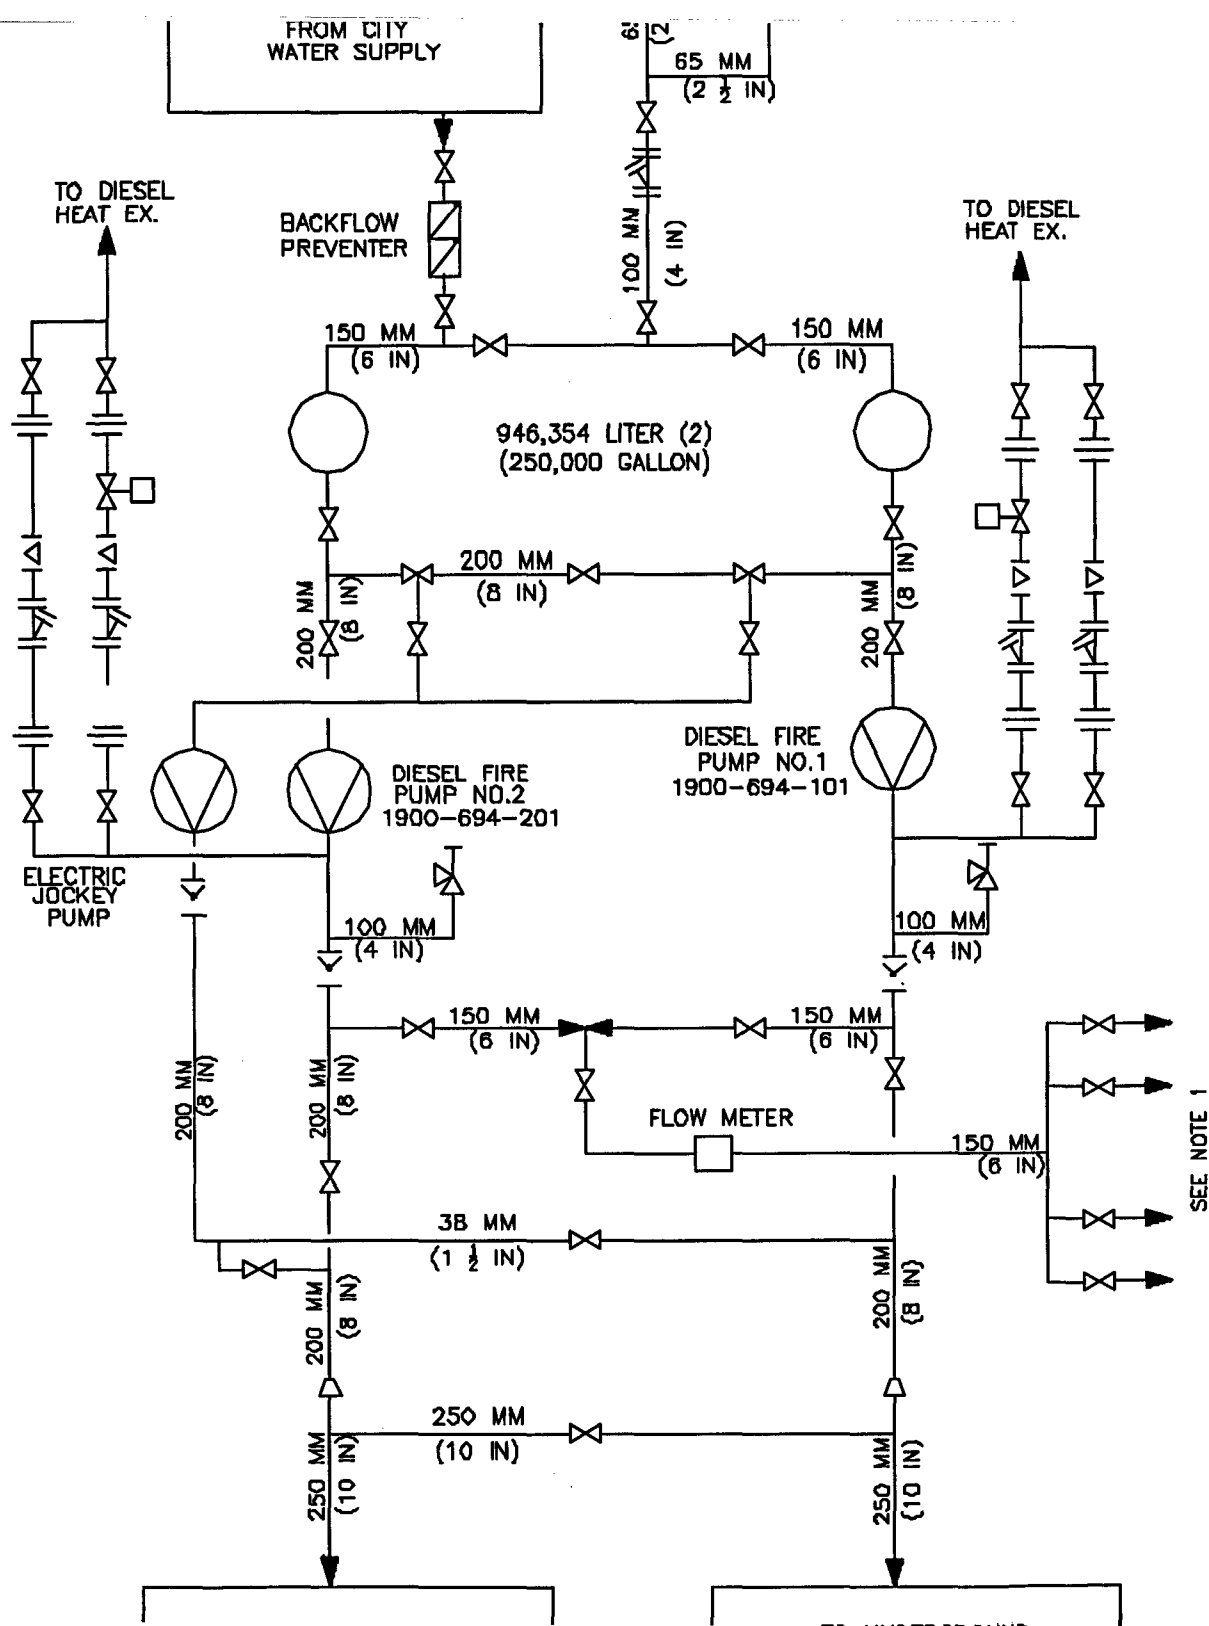 FROM CITY
WATER SUPPLY
65 MM
(2 ½ IN)
TO DIESEL
HEAT EX.
BACKFLOW
PREVENTER
100 MM
(4 IN)
TO DIESEL
HEAT EX.
150 MM
(6 IN)
150 MM
(6 IN)
946,354 LITER (2)
(250,000 GALLON)
200 MM
(8 IN)
200 MM
(8 IN)
200 MM
(8 IN)
DIESEL FIRE
PUMP NO.1
1900-694-101
DIESEL FIRE
PUMP NO.2
1900-694-201
ELECTRIC
JOCKEY
PUMP
100 MM
(4 IN)
100 MM
(4 IN)
150 MM
(6 IN)
150 MM
(6 IN)
200 MM
(8 IN)
200 MM
(8 IN)
FLOW METER
150 MM
(6 IN)
SEE NOTE 1
38 MM
(1 ½ IN)
200 MM
(8 IN)
200 MM
(8 IN)
250 MM
(10 IN)
250 MM
(10 IN)
250 MM
(10 IN)